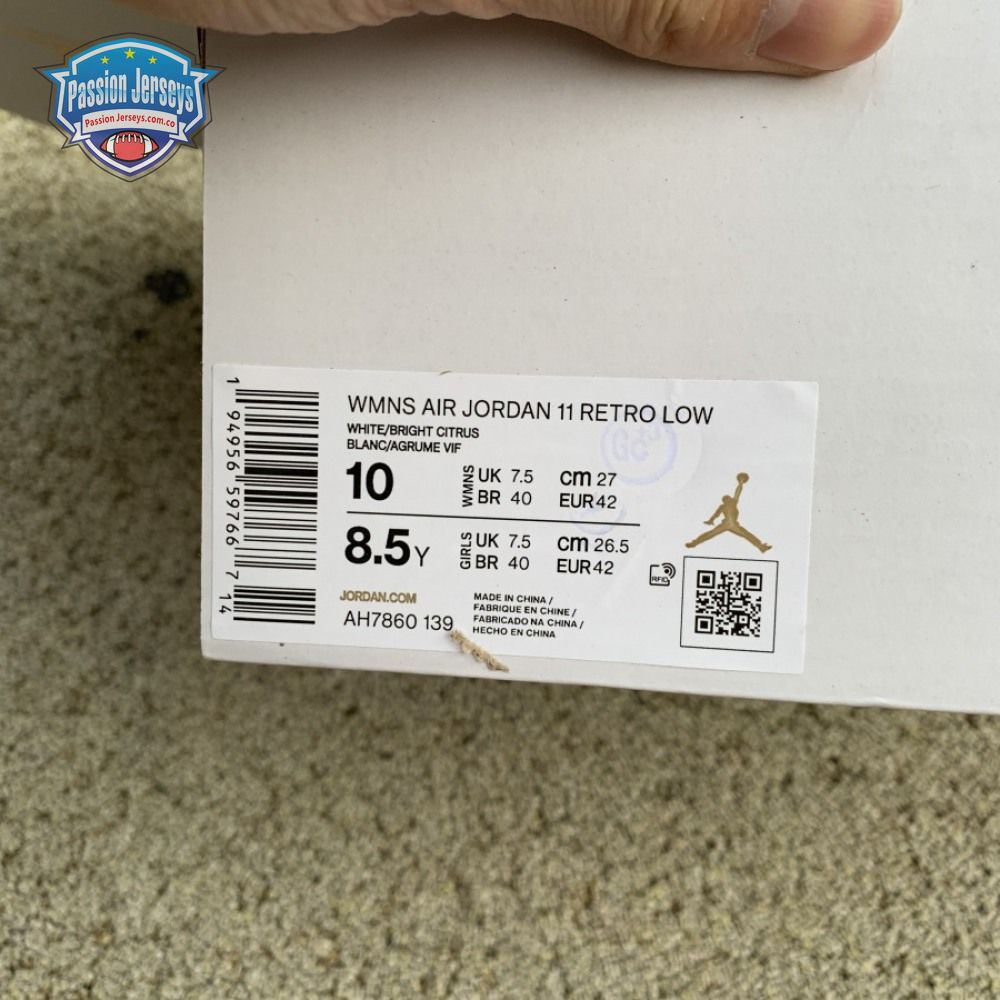 Passion Jerseys
Passion Jerseys.com.co
WMNS AIR JORDAN 11 RETRO LOW
WHITE/BRIGHT CITRUS
BLANC/AGRUME VIF
10 WMNS UK 7.5 cm 27
BR 40 EUR 42
8.5Y GIRLS UK 7.5 cm 26.5
BR 40 EUR 42
RFID
JORDAN.COM
AH7860 139
MADE IN CHINA /
FABRIQUE EN CHINE /
FABRICADO NA CHINA /
HECHO EN CHINA
1 94956 59766 7 14